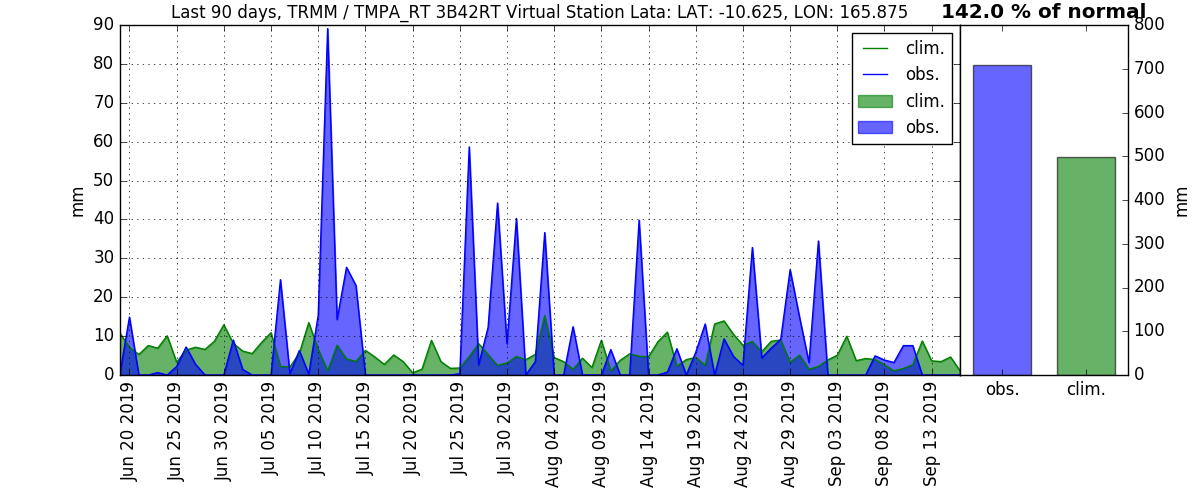 Last 90 days, TRMM / TMPA_RT 3B42RT Virtual Station Lata: LAT: -10.625, LON: 165.875
142.0 % of normal
90
80
70
60
50
40
30
20
10
0
mm
clim.
obs.
clim.
obs.
Jun 20 2019
Jun 25 2019
Jun 30 2019
Jul 05 2019
Jul 10 2019
Jul 15 2019
Jul 20 2019
Jul 25 2019
Jul 30 2019
Aug 04 2019
Aug 09 2019
Aug 14 2019
Aug 19 2019
Aug 24 2019
Aug 29 2019
Sep 03 2019
Sep 08 2019
Sep 13 2019
obs.
clim.
800
700
600
500
400
300
200
100
0
mm